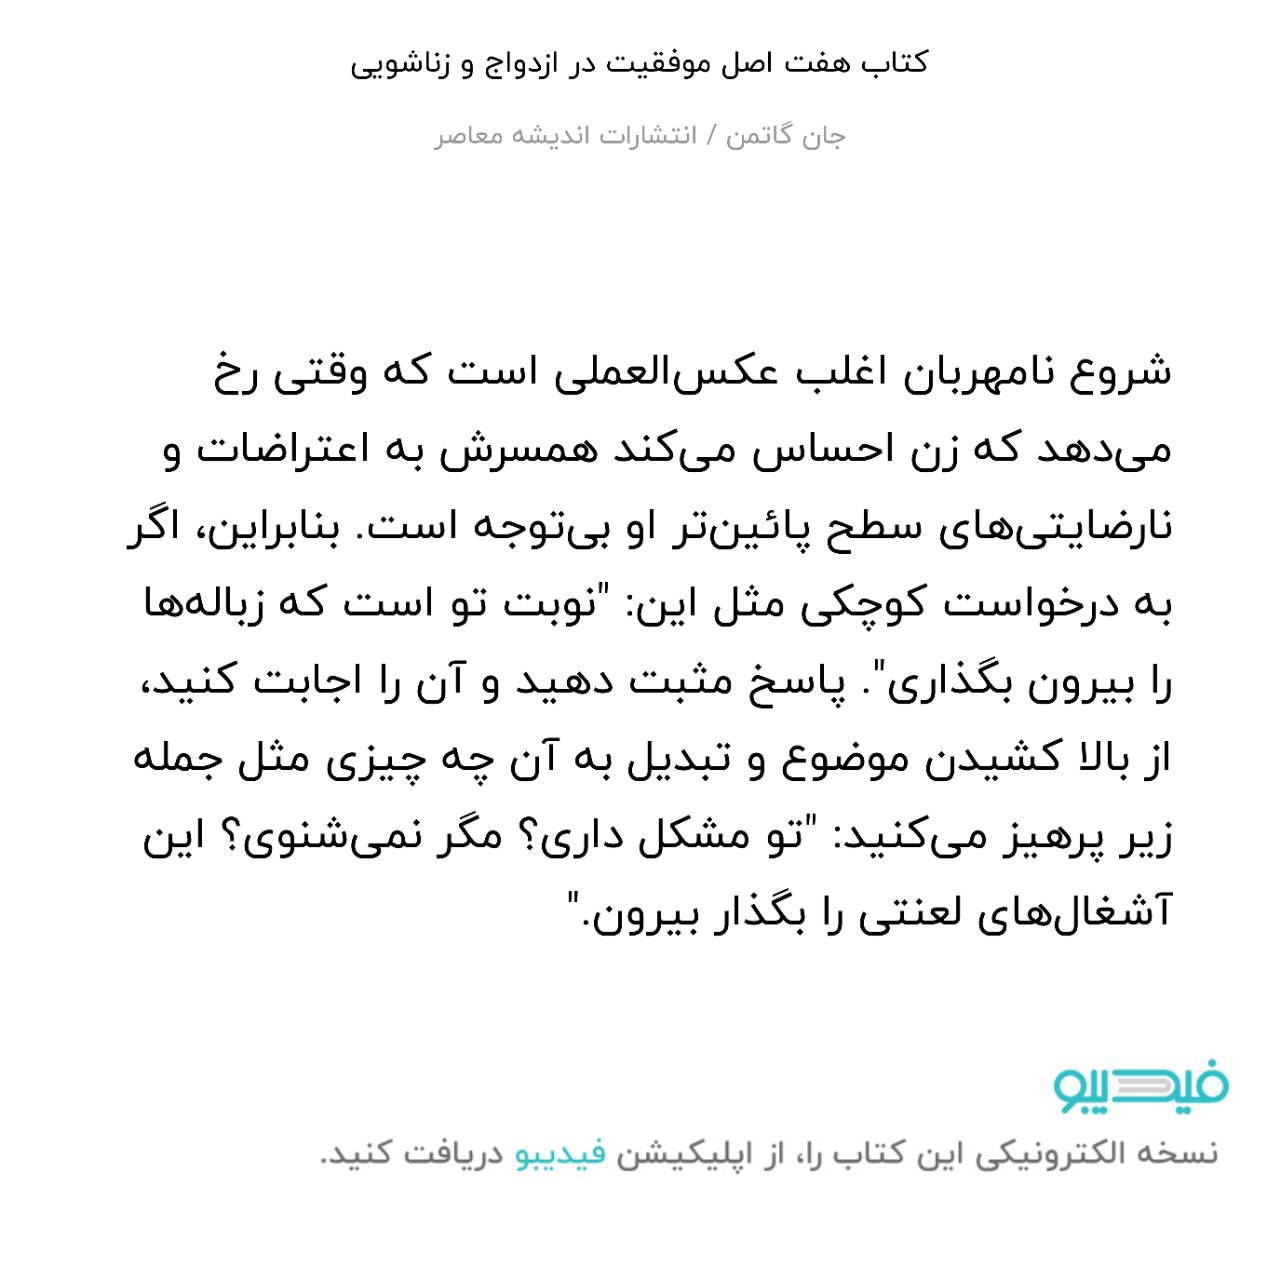 کتاب هفت اصل موفقیت در ازدواج و زناشویی
جان گاتمن / انتشارات اندیشه معاصر
شروع نامهربان اغلب عکس‌العملی است که وقتی رخ
می‌دهد که زن احساس می‌کند همسرش به اعتراضات و
نارضایتی‌های سطح پائین‌تر او بی‌توجه است. بنابراین، اگر
به درخواست کوچکی مثل این: "نوبت تو است که زباله‌ها
را بیرون بگذاری". پاسخ مثبت دهید و آن را اجابت کنید،
از بالا کشیدن موضوع و تبدیل به آن چه چیزی مثل جمله
زیر پرهیز می‌کنید: "تو مشکل داری؟ مگر نمی‌شنوی؟ این
آشغال‌های لعنتی را بگذار بیرون."
فیدیبو
نسخه الکترونیکی این کتاب را، از اپلیکیشن فیدیبو دریافت کنید.